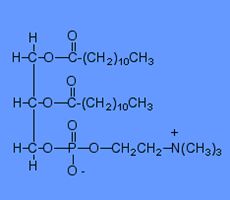 H
O
H-C-O-C-(CH₂)₁₀CH₃
O
H-C-O-C-(CH₂)₁₀CH₃
O
+
H-C-O-P-O-CH₂CH₂-N(CH₃)₃
H
O -